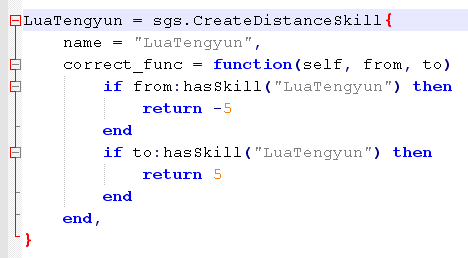 LuaTengyun = sgs.CreateDistanceSkill{
    name = "LuaTengyun",
    correct_func = function(self, from, to)
        if from:hasSkill("LuaTengyun") then
            return -5
        end
        if to:hasSkill("LuaTengyun") then
            return 5
        end
    end,
}